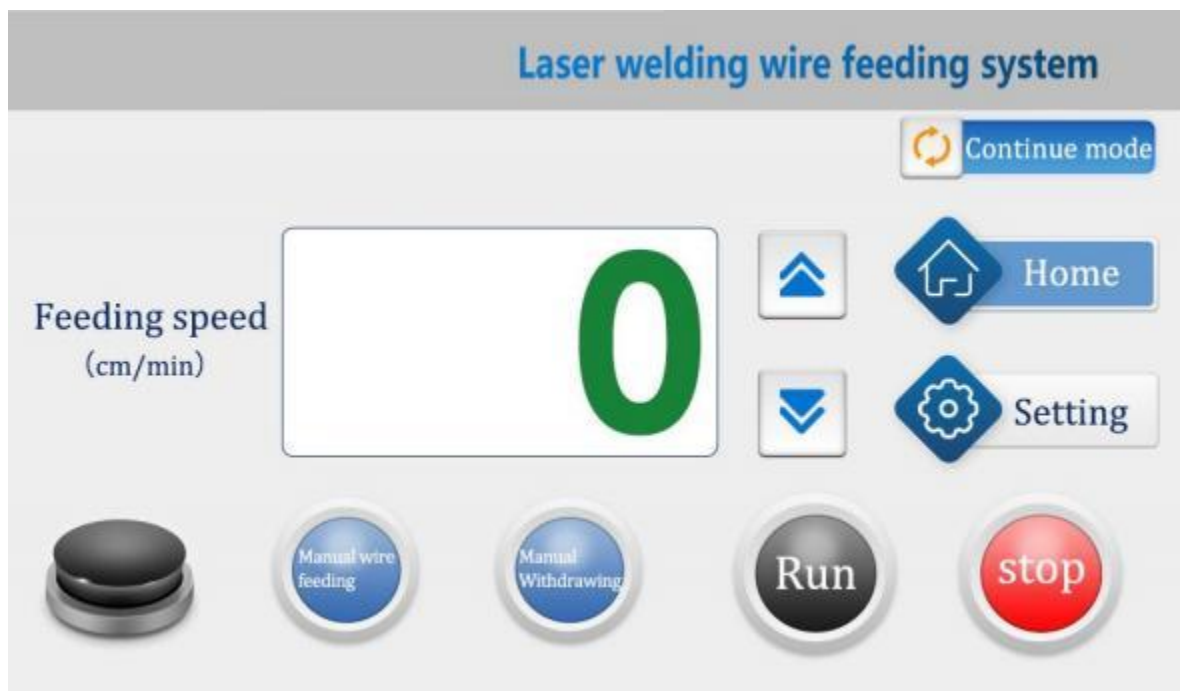 Laser welding wire feeding system
Continue mode
Feeding speed
(cm/min)
0
Home
Setting
Manual wire
feeding
Manual
Withdrawing
Run
stop